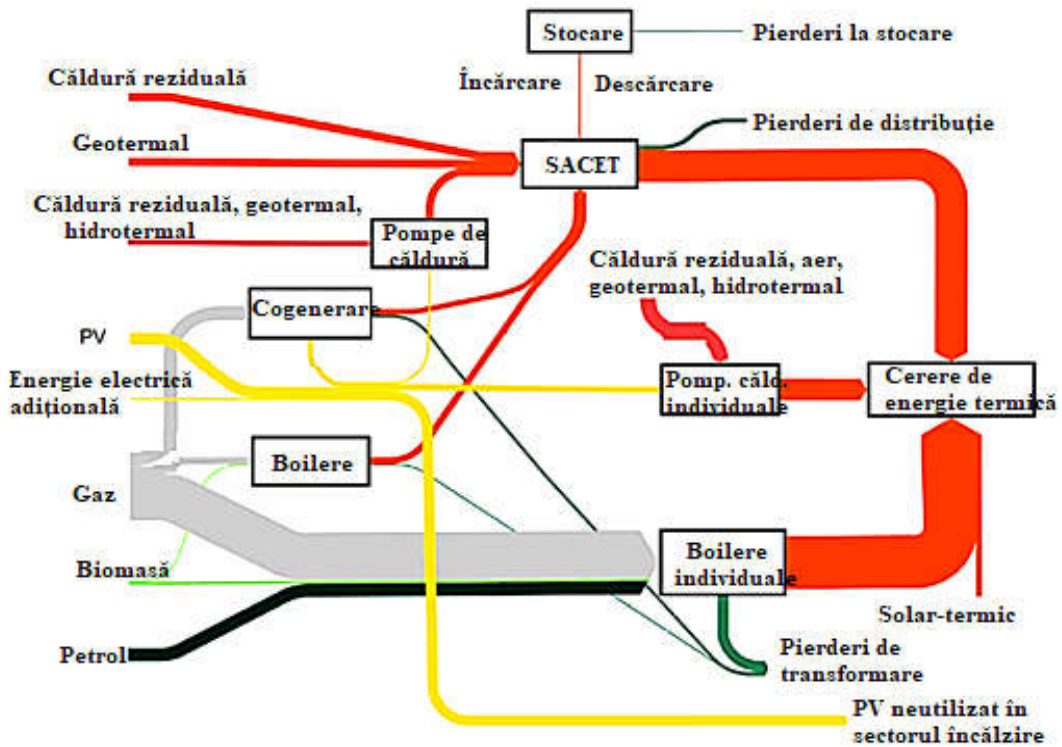 Stocare
Pierderi la stocare
Căldură reziduală
Încărcare
Descărcare
Geotermal
Pierderi de distribuție
SACET
Căldură reziduală, geotermal,
hidrotermal
Pompe de
căldură
Căldură reziduală, aer,
geotermal, hidrotermal
Cogenerare
PV
Energie electrică
adițională
Pomp. căld.
individuale
Cerere de
energie termică
Boilere
Gaz
Boilere
individuale
Biomasă
Solar-termic
Petrol
Pierderi de
transformare
PV neutilizat în
sectorul încălzire